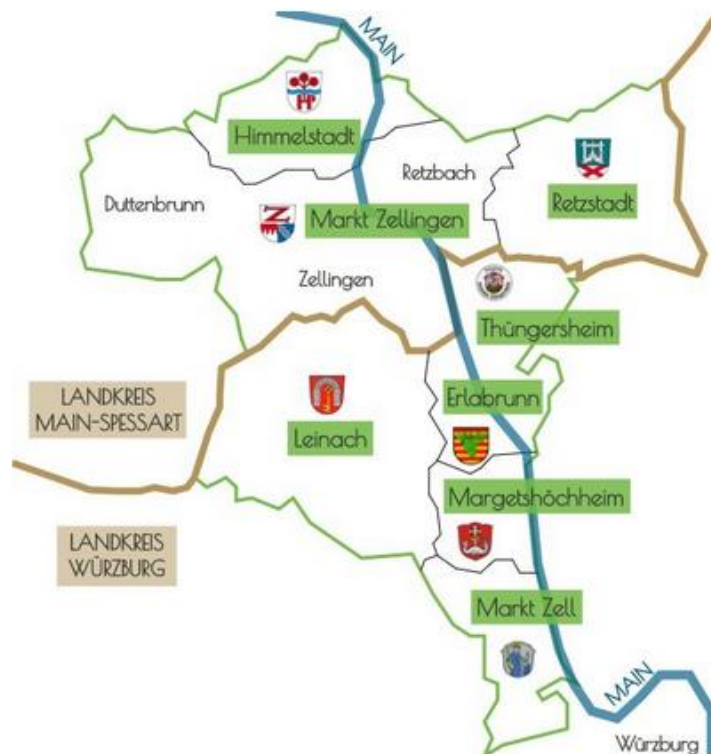 MAIN
Himmelstadt
Retzbach
Retzstadt
Duttenbrunn
Markt Zellingen
Zellingen
Thüngersheim
LANDKREIS
MAIN-SPESSART
Erlabrunn
Leinach
Margetshöchheim
LANDKREIS
WÜRZBURG
Markt Zell
MAIN
Würzburg